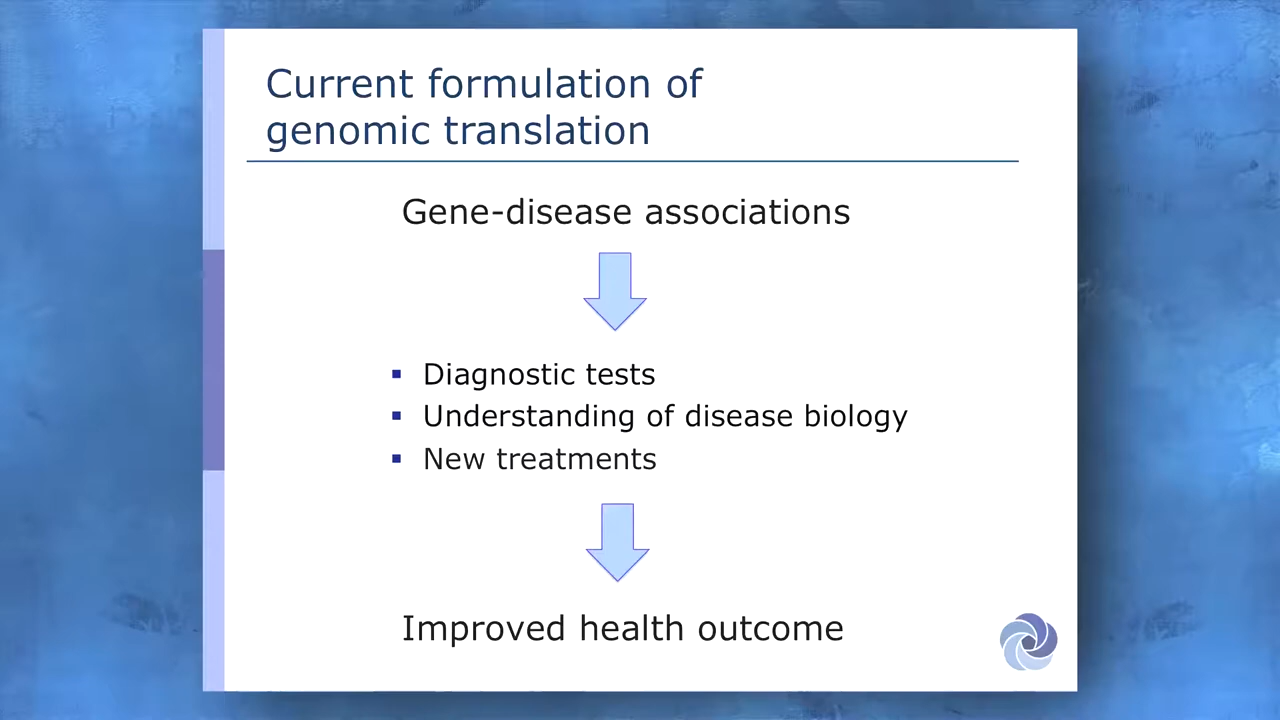 Current formulation of
genomic translation
Gene-disease associations
▪ Diagnostic tests
▪ Understanding of disease biology
▪ New treatments
Improved health outcome